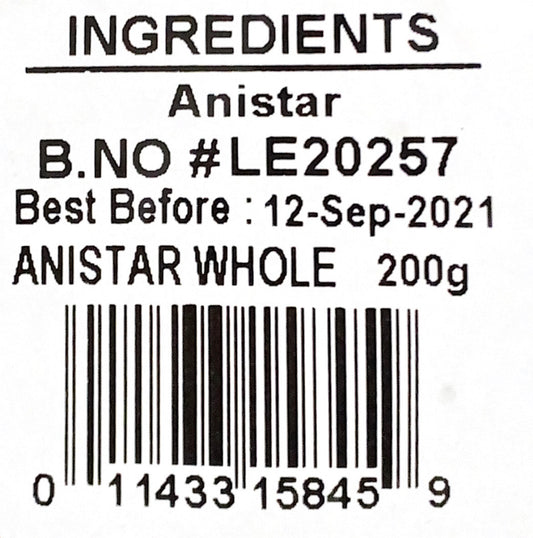 INGREDIENTS
Anistar
B.NO #LE20257
Best Before : 12-Sep-2021
ANISTAR WHOLE 200g
0 11433 15845 9